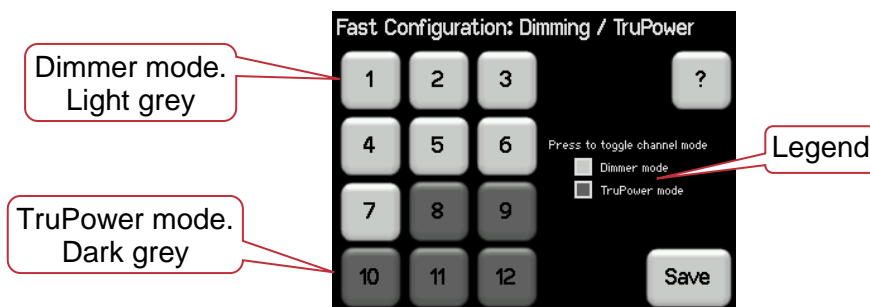 Fast Configuration: Dimming / TruPower
Dimmer mode.
Light grey
1 2 3 ?
4 5 6
Press to toggle channel mode
Dimmer mode
TruPower mode
Legend
7 8 9
TruPower mode.
Dark grey
10 11 12 Save